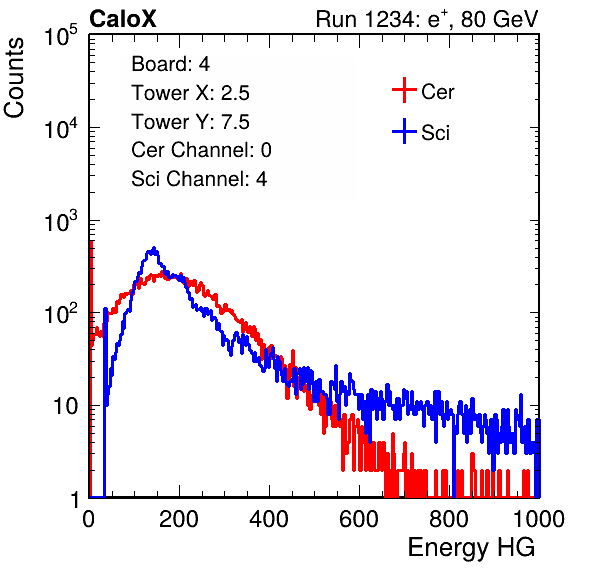 CaloX Run 1234: e⁺, 80 GeV
Counts
10⁵
10⁴
10³
10²
10
1
Board: 4
Tower X: 2.5
Tower Y: 7.5
Cer Channel: 0
Sci Channel: 4
Cer
Sci
0 200 400 600 800 1000
Energy HG